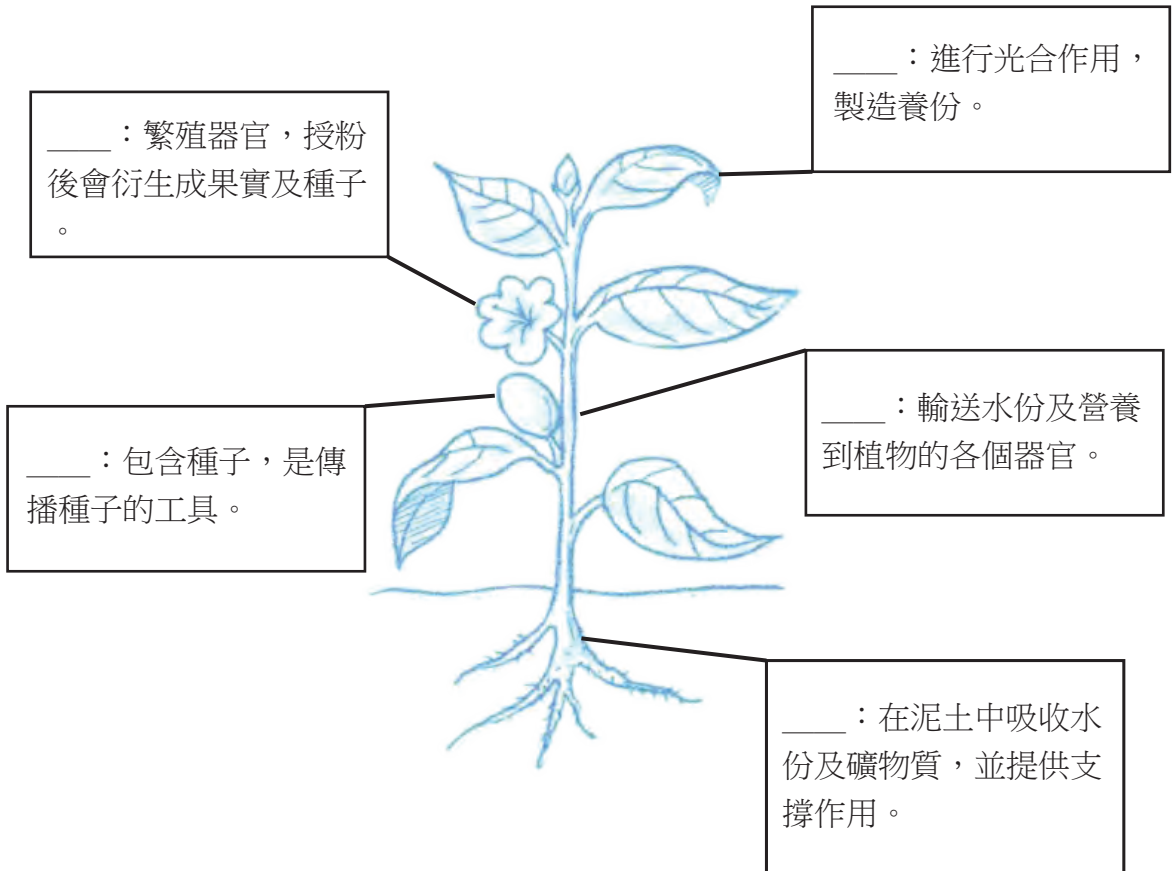 ____：進行光合作用，
製造養份。
____：繁殖器官，授粉
後會衍生成果實及種子
。
____：輸送水份及營養
到植物的各個器官。
____：包含種子，是傳
播種子的工具。
____：在泥土中吸收水
份及礦物質，並提供支
撐作用。